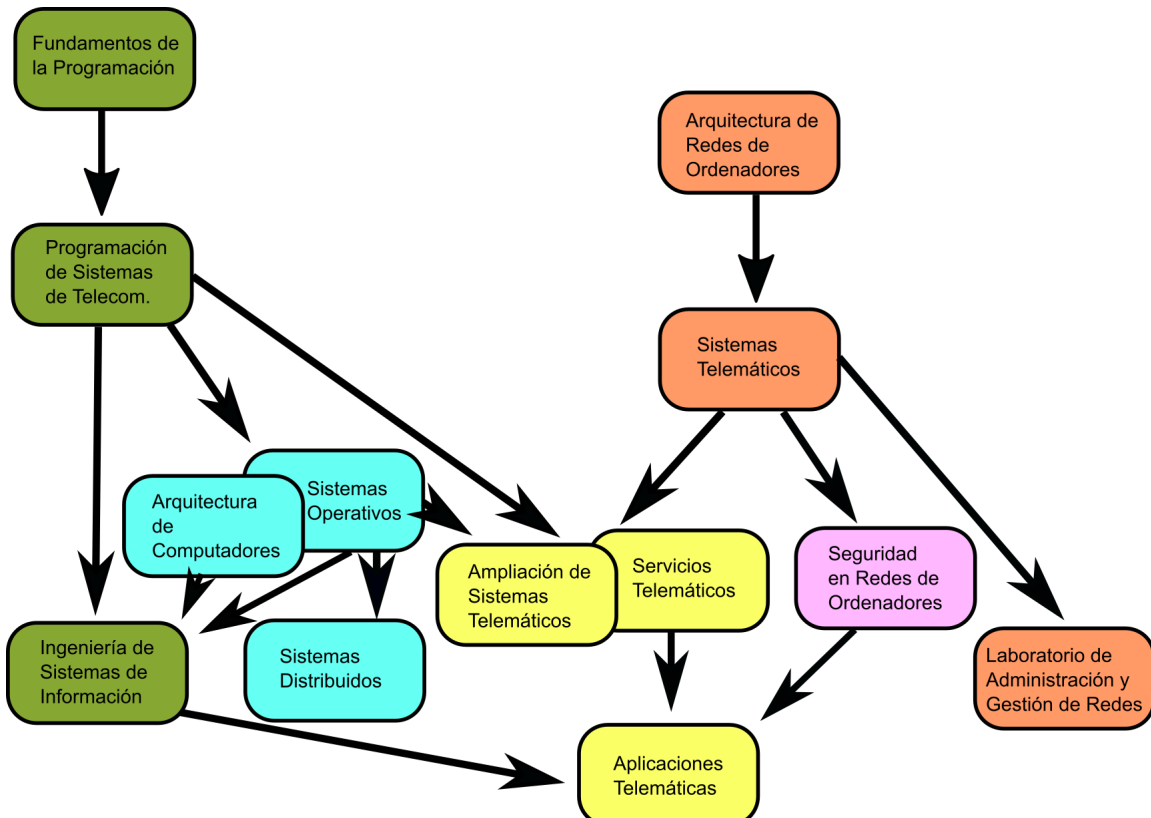 Fundamentos de
la Programación
Arquitectura de
Redes de
Ordenadores
Programación
de Sistemas
de Telecom.
Sistemas
Telemáticos
Sistemas
Operativos
Arquitectura
de
Computadores
Ampliación de
Sistemas
Telemáticos
Servicios
Telemáticos
Seguridad
en Redes de
Ordenadores
Ingeniería de
Sistemas de
Información
Sistemas
Distribuidos
Laboratorio de
Administración y
Gestión de Redes
Aplicaciones
Telemáticas